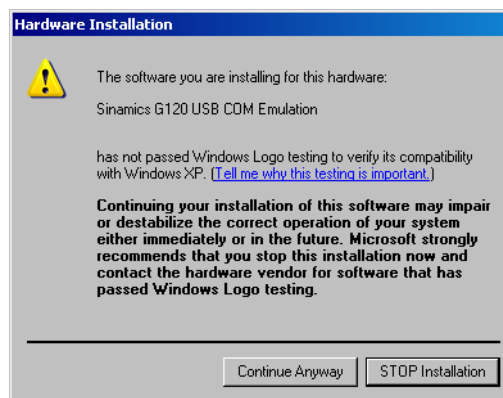 Hardware Installation
The software you are installing for this hardware:
Sinamics G120 USB COM Emulation
has not passed Windows Logo testing to verify its compatibility
with Windows XP. (Tell me why this testing is important.)
Continuing your installation of this software may impair
or destabilize the correct operation of your system
either immediately or in the future. Microsoft strongly
recommends that you stop this installation now and
contact the hardware vendor for software that has
passed Windows Logo testing.
Continue Anyway
STOP Installation